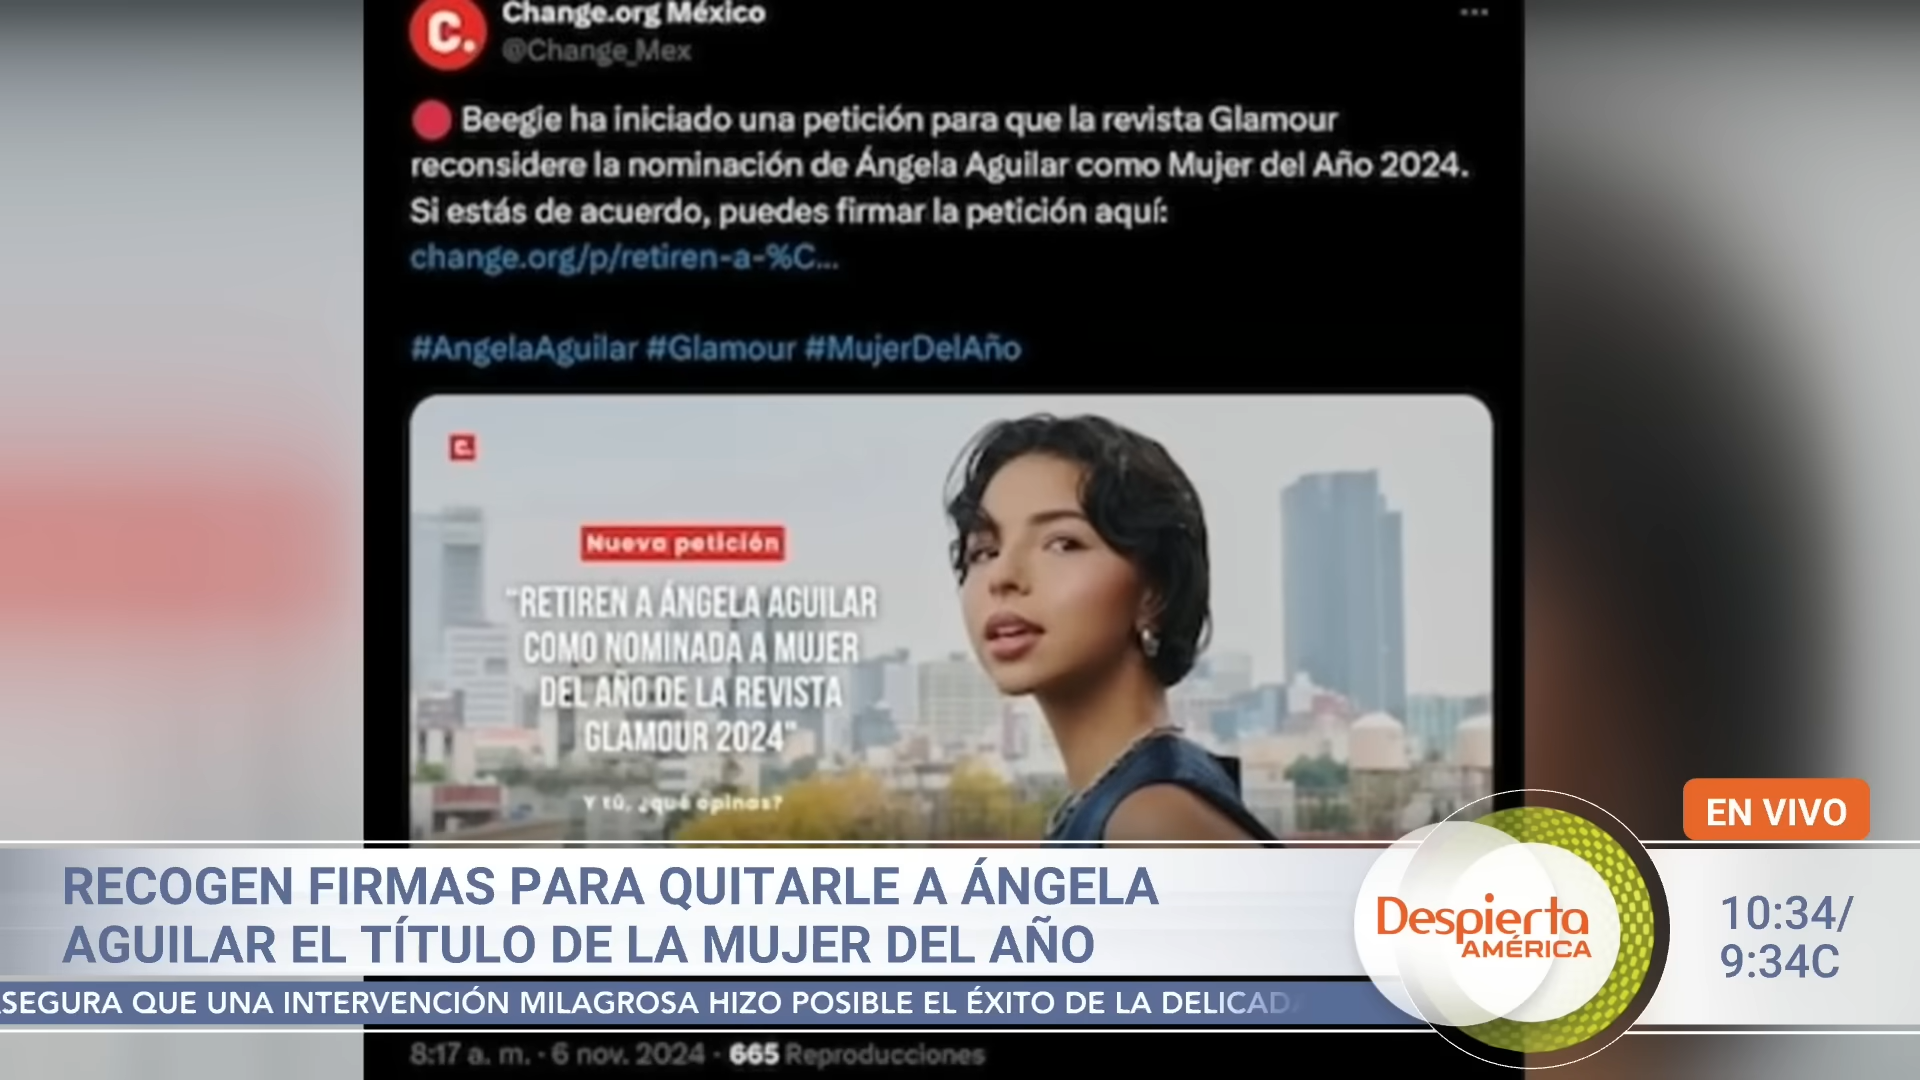 Change.org México
@Change_Mex
Beegie ha iniciado una petición para que la revista Glamour
reconsidere la nominación de Ángela Aguilar como Mujer del Año 2024.
Si estás de acuerdo, puedes firmar la petición aquí:
change.org/p/retiren-a-%C...
#AngelaAguilar #Glamour #MujerDelAño
C.
Nueva petición
"RETIREN A ÁNGELA AGUILAR
COMO NOMINADA A MUJER
DEL AÑO DE LA REVISTA
GLAMOUR 2024"
Y tú, ¿qué opinas?
EN VIVO
RECOGEN FIRMAS PARA QUITARLE A ÁNGELA
AGUILAR EL TÍTULO DE LA MUJER DEL AÑO
Despierta
AMÉRICA
10:34/
9:34C
SEGURA QUE UNA INTERVENCIÓN MILAGROSA HIZO POSIBLE EL ÉXITO DE LA DELICADA
8:17 a. m. · 6 nov. 2024 · 665 Reproducciones